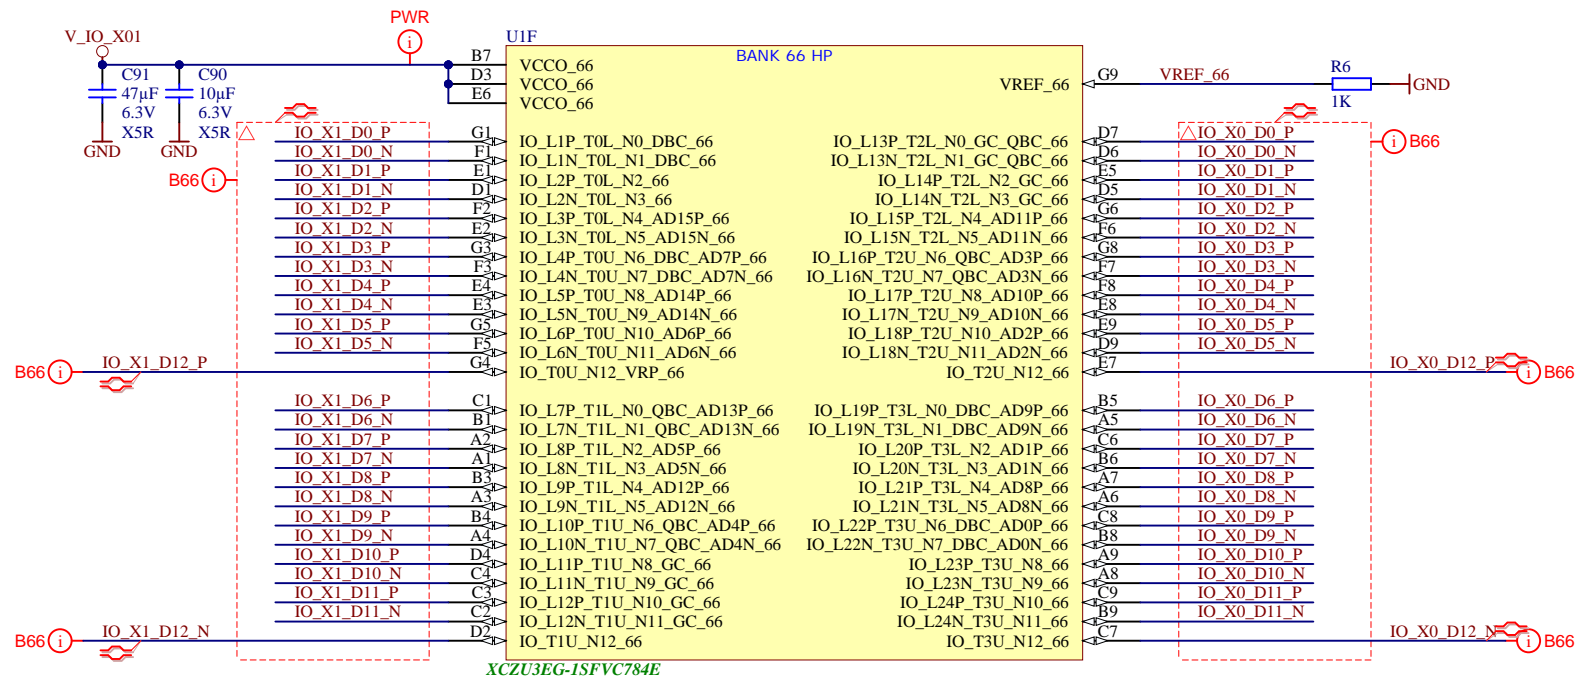 PWR
V_IO_X01
U1F
BANK 66 HP
C91
47µF
6.3V
X5R
GND
C90
10µF
6.3V
X5R
GND
B7 VCCO_66
D3 VCCO_66
E6 VCCO_66
VREF_66 G9 VREF_66 R6 GND
1K
B66
B66
IO_X1_D0_P G1 IO_L1P_T0L_N0_DBC_66 IO_L13P_T2L_N0_GC_QBC_66 D7 IO_X0_D0_P
IO_X1_D0_N F1 IO_L1N_T0L_N1_DBC_66 IO_L13N_T2L_N1_GC_QBC_66 D6 IO_X0_D0_N
IO_X1_D1_P E1 IO_L2P_T0L_N2_66 IO_L14P_T2L_N2_GC_66 E5 IO_X0_D1_P
IO_X1_D1_N D1 IO_L2N_T0L_N3_66 IO_L14N_T2L_N3_GC_66 D5 IO_X0_D1_N
IO_X1_D2_P F2 IO_L3P_T0L_N4_AD15P_66 IO_L15P_T2L_N4_AD11P_66 G6 IO_X0_D2_P
IO_X1_D2_N E2 IO_L3N_T0L_N5_AD15N_66 IO_L15N_T2L_N5_AD11N_66 F6 IO_X0_D2_N
IO_X1_D3_P G3 IO_L4P_T0U_N6_DBC_AD7P_66 IO_L16P_T2U_N6_QBC_AD3P_66 G8 IO_X0_D3_P
IO_X1_D3_N F3 IO_L4N_T0U_N7_DBC_AD7N_66 IO_L16N_T2U_N7_QBC_AD3N_66 F7 IO_X0_D3_N
IO_X1_D4_P E4 IO_L5P_T0U_N8_AD14P_66 IO_L17P_T2U_N8_AD10P_66 F8 IO_X0_D4_P
IO_X1_D4_N E3 IO_L5N_T0U_N9_AD14N_66 IO_L17N_T2U_N9_AD10N_66 E8 IO_X0_D4_N
IO_X1_D5_P G5 IO_L6P_T0U_N10_AD6P_66 IO_L18P_T2U_N10_AD2P_66 E9 IO_X0_D5_P
IO_X1_D5_N F5 IO_L6N_T0U_N11_AD6N_66 IO_L18N_T2U_N11_AD2N_66 D9 IO_X0_D5_N
B66 IO_X1_D12_P G4 IO_T0U_N12_VRP_66 IO_T2U_N12_66 E7 IO_X0_D12_P B66
IO_X1_D6_P C1 IO_L7P_T1L_N0_QBC_AD13P_66 IO_L19P_T3L_N0_DBC_AD9P_66 B5 IO_X0_D6_P
IO_X1_D6_N B1 IO_L7N_T1L_N1_QBC_AD13N_66 IO_L19N_T3L_N1_DBC_AD9N_66 A5 IO_X0_D6_N
IO_X1_D7_P A2 IO_L8P_T1L_N2_AD5P_66 IO_L20P_T3L_N2_AD1P_66 C6 IO_X0_D7_P
IO_X1_D7_N A1 IO_L8N_T1L_N3_AD5N_66 IO_L20N_T3L_N3_AD1N_66 B6 IO_X0_D7_N
IO_X1_D8_P B3 IO_L9P_T1L_N4_AD12P_66 IO_L21P_T3L_N4_AD8P_66 A7 IO_X0_D8_P
IO_X1_D8_N A3 IO_L9N_T1L_N5_AD12N_66 IO_L21N_T3L_N5_AD8N_66 A6 IO_X0_D8_N
IO_X1_D9_P B4 IO_L10P_T1U_N6_QBC_AD4P_66 IO_L22P_T3U_N6_DBC_AD0P_66 C8 IO_X0_D9_P
IO_X1_D9_N A4 IO_L10N_T1U_N7_QBC_AD4N_66 IO_L22N_T3U_N7_DBC_AD0N_66 B8 IO_X0_D9_N
IO_X1_D10_P D4 IO_L11P_T1U_N8_GC_66 IO_L23P_T3U_N8_66 A9 IO_X0_D10_P
IO_X1_D10_N C4 IO_L11N_T1U_N9_GC_66 IO_L23N_T3U_N9_66 A8 IO_X0_D10_N
IO_X1_D11_P C3 IO_L12P_T1U_N10_GC_66 IO_L24P_T3U_N10_66 C9 IO_X0_D11_P
IO_X1_D11_N C2 IO_L12N_T1U_N11_GC_66 IO_L24N_T3U_N11_66 B9 IO_X0_D11_N
B66 IO_X1_D12_N D2 IO_T1U_N12_66 IO_T3U_N12_66 C7 IO_X0_D12_N B66
XCZU3EG-1SFVC784E